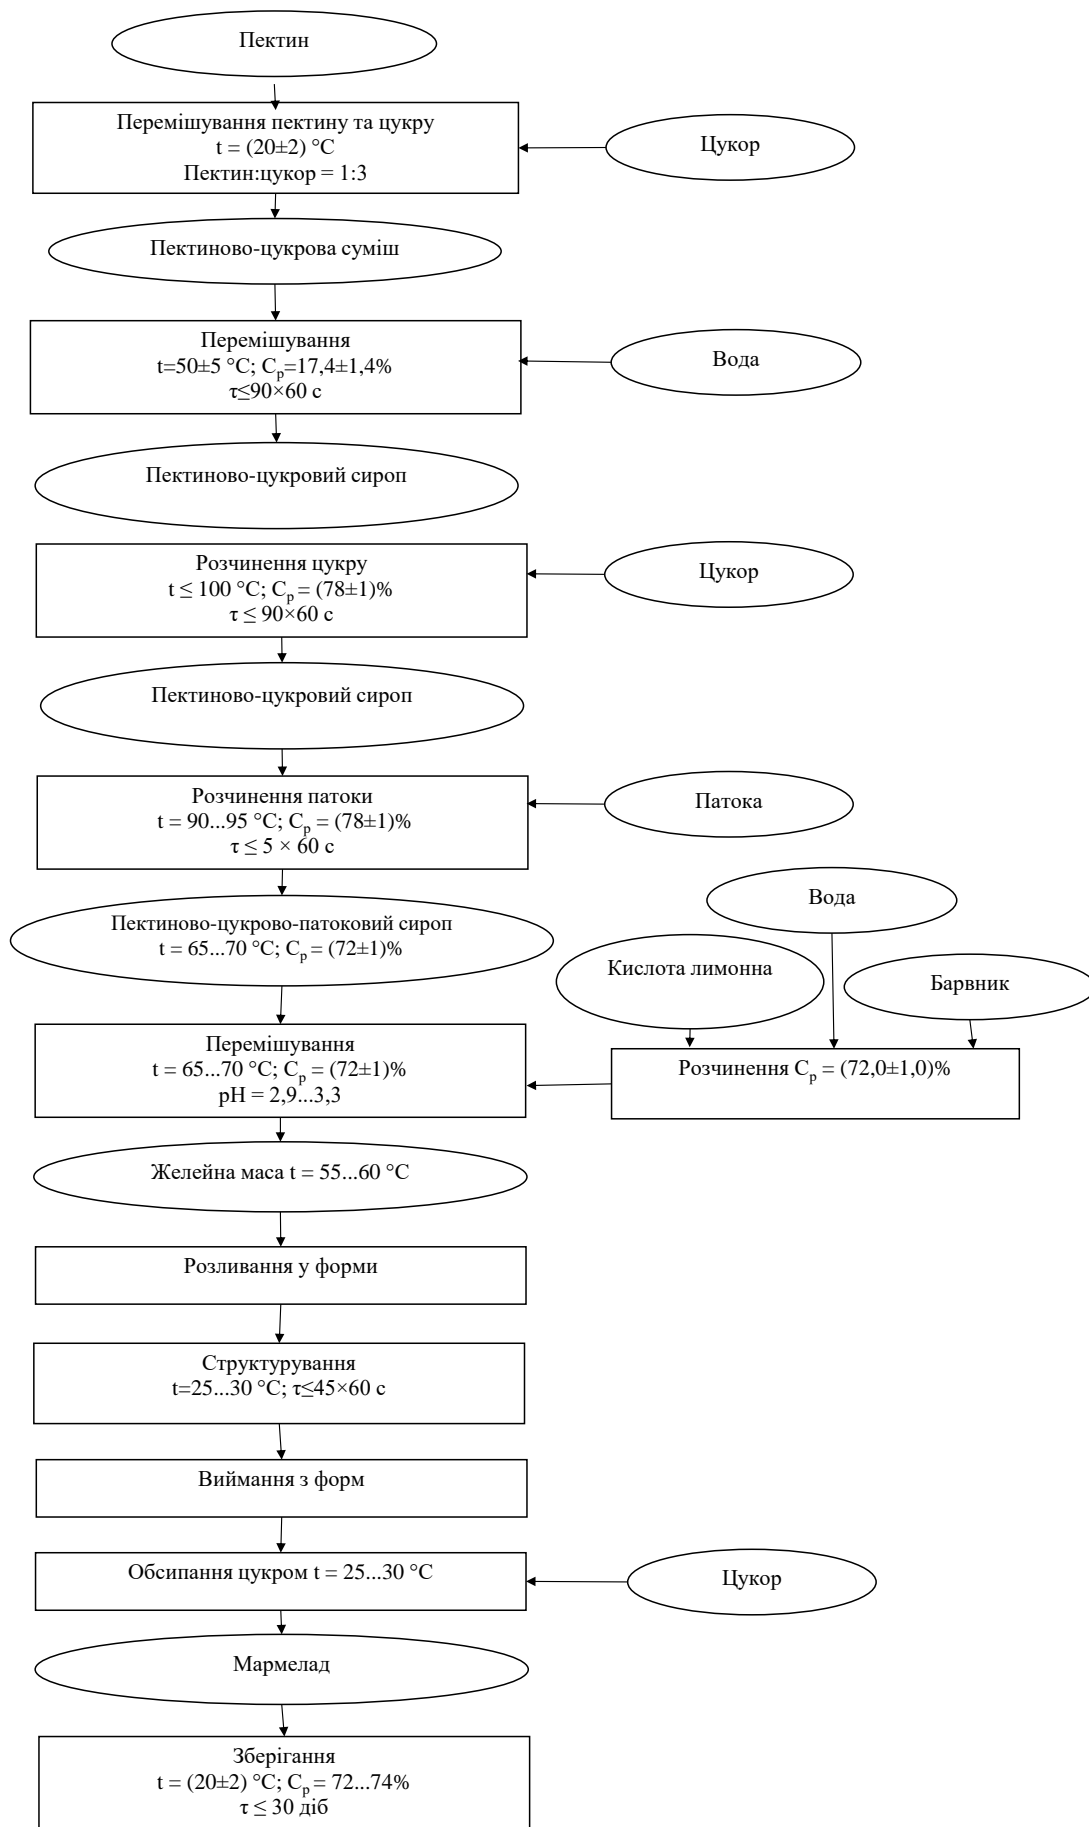 Пектин
Перемішування пектину та цукру
t = (20±2) °C
Пектин:цукор = 1:3
Цукор
Пектиново-цукрова суміш
Перемішування
t=50±5 °C; Cр=17,4±1,4%
τ≤90×60 с
Вода
Пектиново-цукровий сироп
Розчинення цукру
t ≤ 100 °C; Cр = (78±1)%
τ ≤ 90×60 с
Цукор
Пектиново-цукровий сироп
Розчинення патоки
t = 90...95 °C; Cр = (78±1)%
τ ≤ 5 × 60 с
Патока
Пектиново-цукрово-патоковий сироп
t = 65...70 °C; Cр = (72±1)%
Вода
Кислота лимонна
Барвник
Перемішування
t = 65...70 °C; Cр = (72±1)%
pH = 2,9...3,3
Розчинення Cр = (72,0±1,0)%
Желейна маса t = 55...60 °C
Розливання у форми
Структурування
t=25...30 °C; τ≤45×60 с
Виймання з форм
Обсипання цукром t = 25...30 °C
Цукор
Мармелад
Зберігання
t = (20±2) °C; Cр = 72...74%
τ ≤ 30 діб